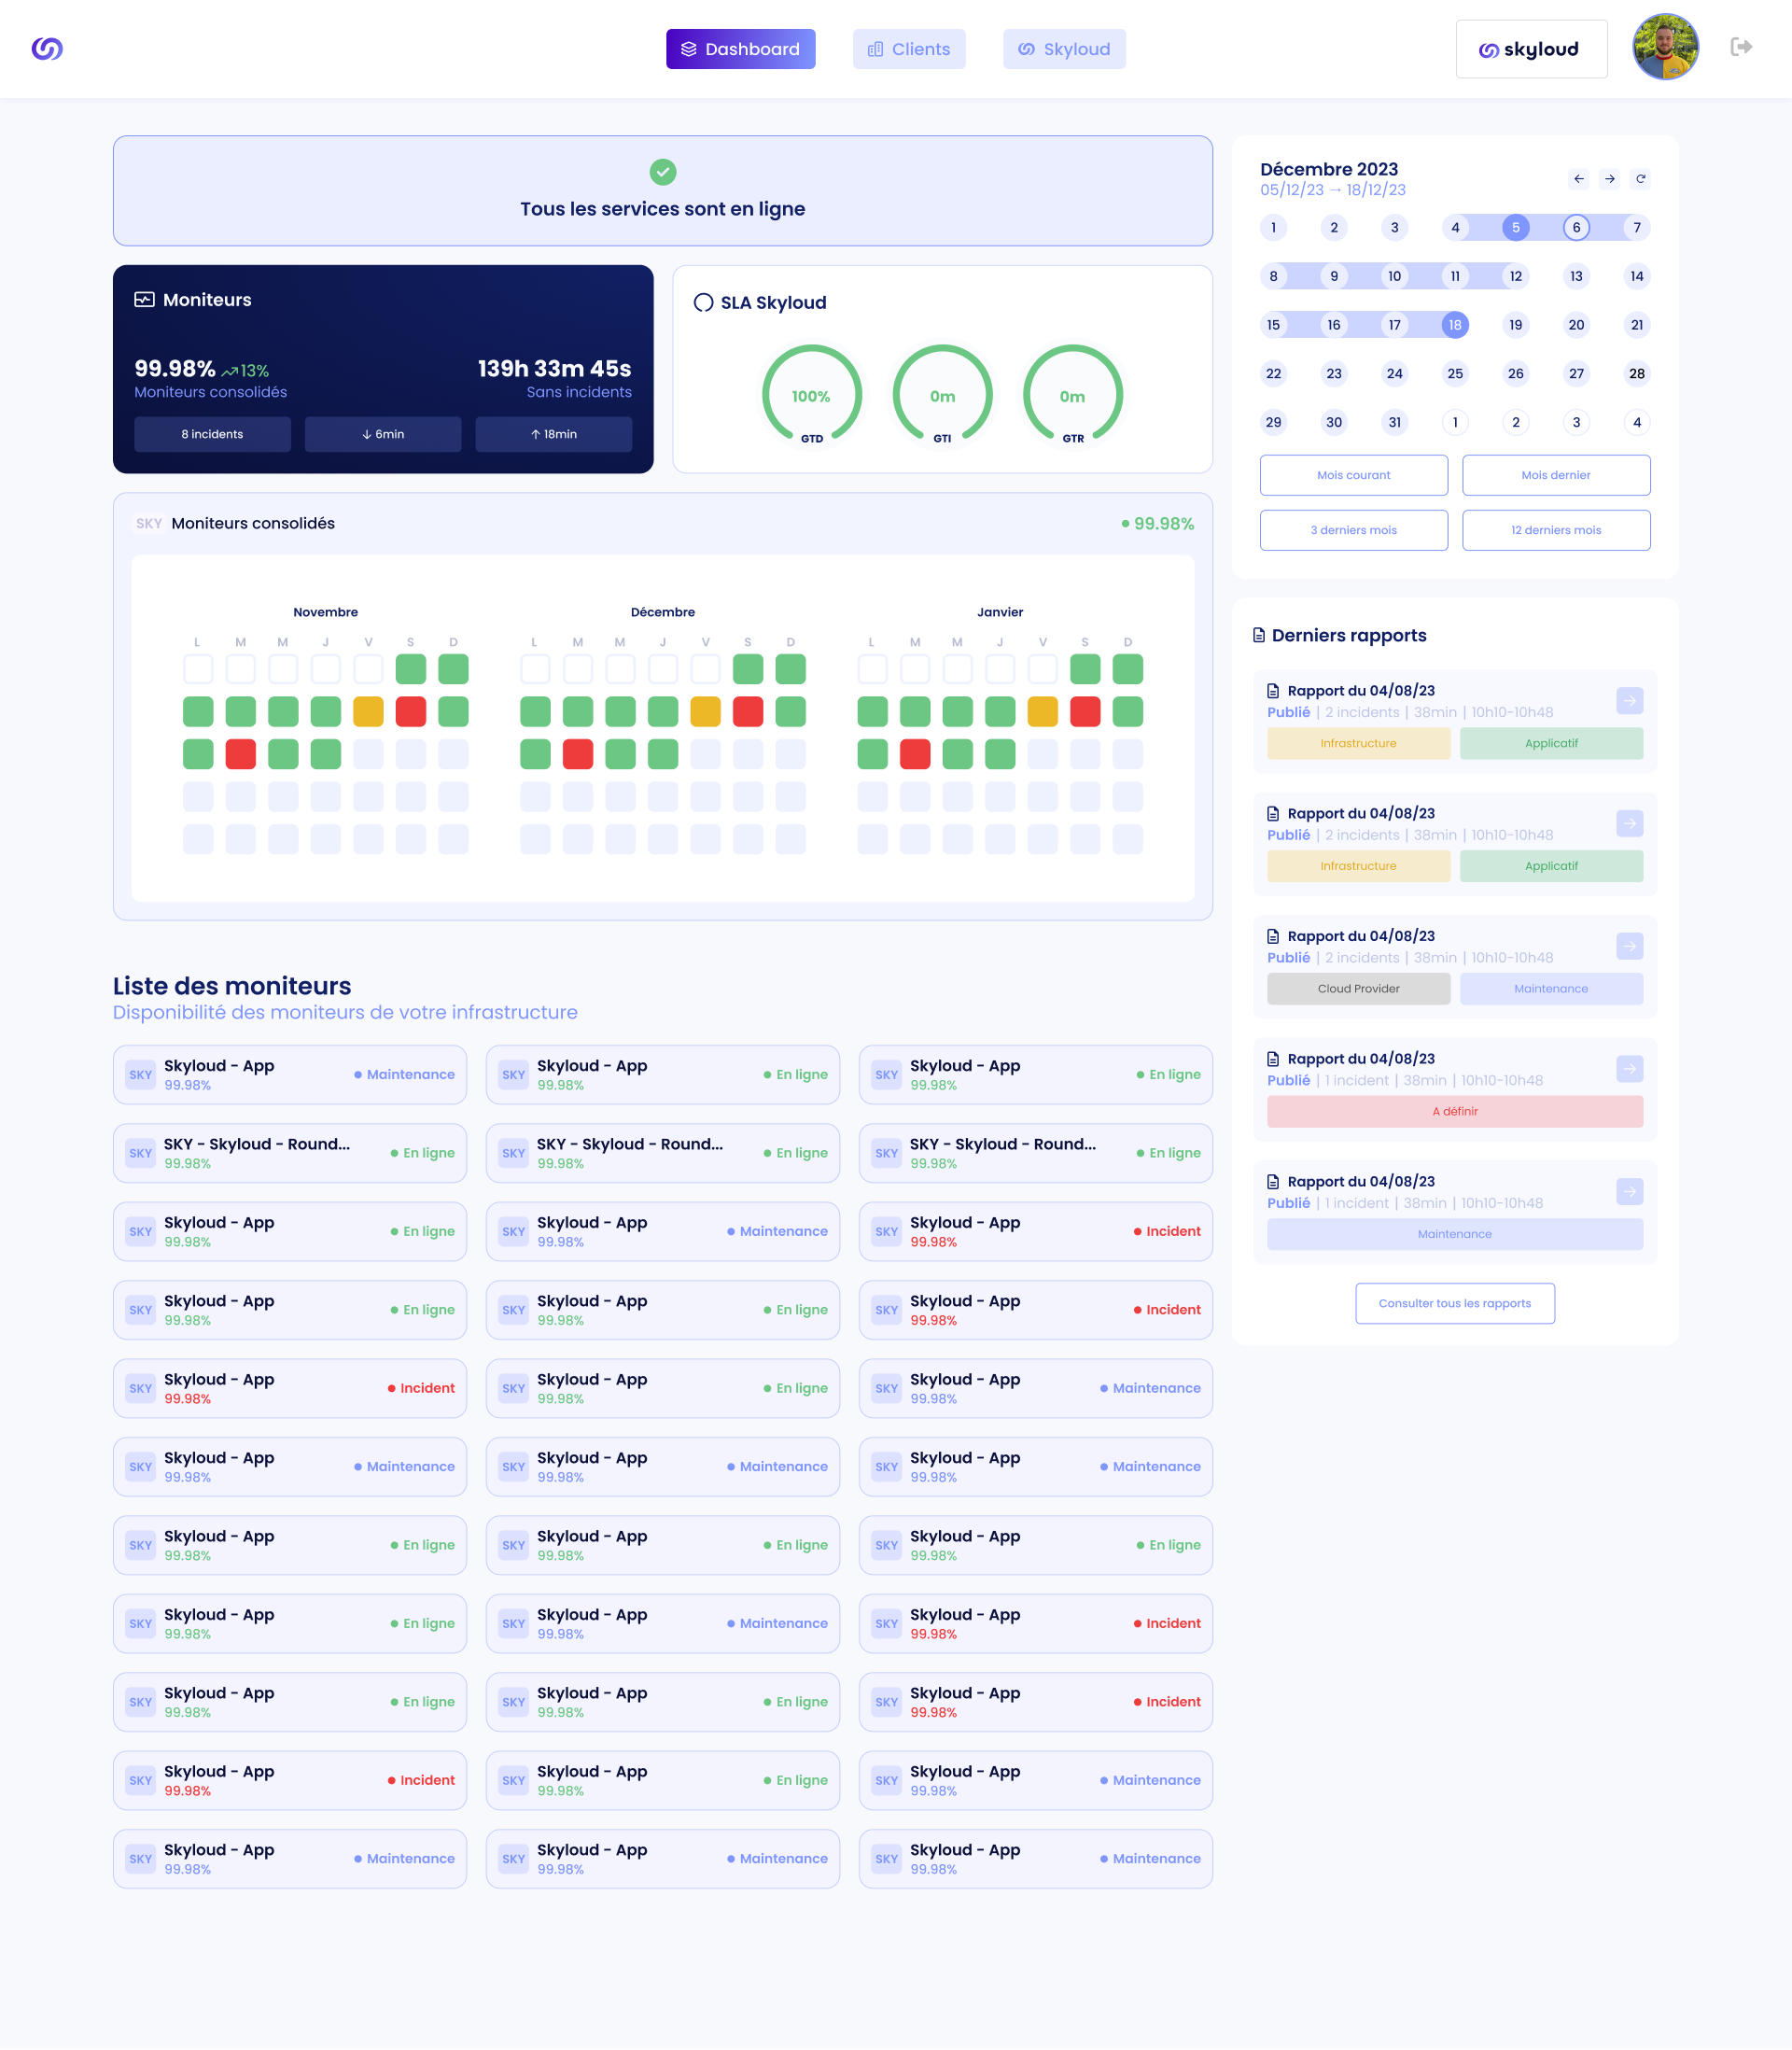 Dashboard
Clients
Skyloud
skyloud
Tous les services sont en ligne
Moniteurs
99.98% 13%
Moniteurs consolidés
139h 33m 45s
Sans incidents
8 incidents
↓ 6min
↑ 18min
SLA Skyloud
100%
GTD
0m
GTI
0m
GTR
SKY Moniteurs consolidés
99.98%
Novembre
L M M J V S D
Décembre
L M M J V S D
Janvier
L M M J V S D
Liste des moniteurs
Disponibilité des moniteurs de votre infrastructure
SKY Skyloud - App 99.98% Maintenance
SKY Skyloud - App 99.98% En ligne
SKY Skyloud - App 99.98% En ligne
SKY SKY - Skyloud - Round... 99.98% En ligne
SKY SKY - Skyloud - Round... 99.98% En ligne
SKY SKY - Skyloud - Round... 99.98% En ligne
SKY Skyloud - App 99.98% En ligne
SKY Skyloud - App 99.98% Maintenance
SKY Skyloud - App 99.98% Incident
SKY Skyloud - App 99.98% En ligne
SKY Skyloud - App 99.98% En ligne
SKY Skyloud - App 99.98% Incident
SKY Skyloud - App 99.98% Incident
SKY Skyloud - App 99.98% En ligne
SKY Skyloud - App 99.98% Maintenance
SKY Skyloud - App 99.98% Maintenance
SKY Skyloud - App 99.98% Maintenance
SKY Skyloud - App 99.98% Maintenance
SKY Skyloud - App 99.98% En ligne
SKY Skyloud - App 99.98% En ligne
SKY Skyloud - App 99.98% En ligne
SKY Skyloud - App 99.98% En ligne
SKY Skyloud - App 99.98% Maintenance
SKY Skyloud - App 99.98% Incident
SKY Skyloud - App 99.98% En ligne
SKY Skyloud - App 99.98% En ligne
SKY Skyloud - App 99.98% Incident
SKY Skyloud - App 99.98% Incident
SKY Skyloud - App 99.98% En ligne
SKY Skyloud - App 99.98% Maintenance
SKY Skyloud - App 99.98% Maintenance
SKY Skyloud - App 99.98% Maintenance
SKY Skyloud - App 99.98% Maintenance
Décembre 2023
05/12/23 → 18/12/23
1 2 3 4 5 6 7
8 9 10 11 12 13 14
15 16 17 18 19 20 21
22 23 24 25 26 27 28
29 30 31 1 2 3 4
Mois courant
Mois dernier
3 derniers mois
12 derniers mois
Derniers rapports
Rapport du 04/08/23
Publié | 2 incidents | 38min | 10h10-10h48
Infrastructure
Applicatif
Rapport du 04/08/23
Publié | 2 incidents | 38min | 10h10-10h48
Infrastructure
Applicatif
Rapport du 04/08/23
Publié | 2 incidents | 38min | 10h10-10h48
Cloud Provider
Maintenance
Rapport du 04/08/23
Publié | 1 incident | 38min | 10h10-10h48
A définir
Rapport du 04/08/23
Publié | 1 incident | 38min | 10h10-10h48
Maintenance
Consulter tous les rapports